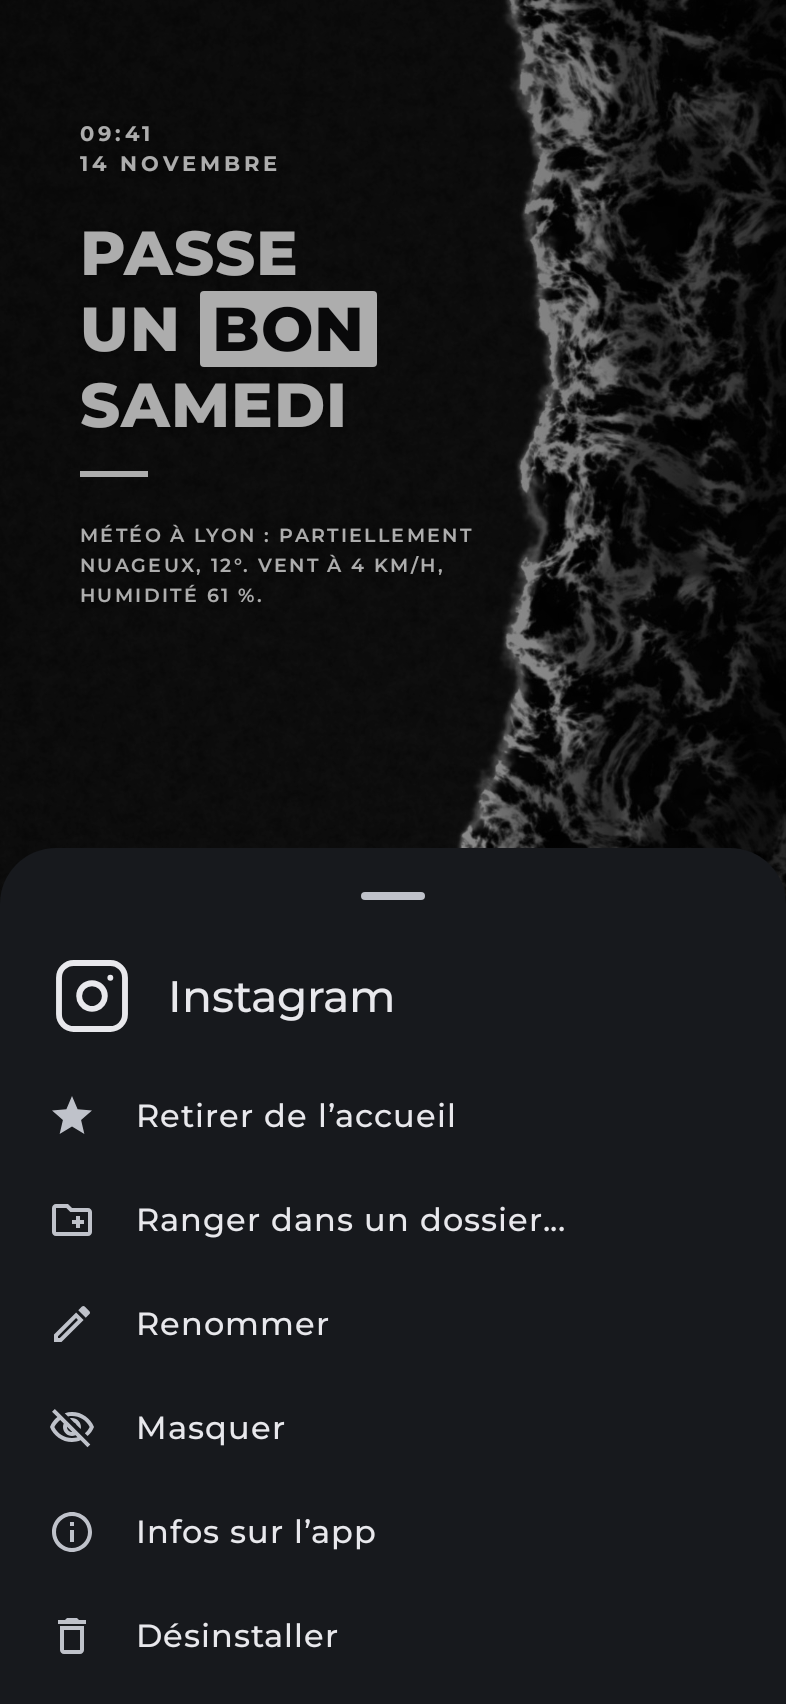 09:41
14 NOVEMBRE
PASSE
UN BON
SAMEDI
MÉTÉO À LYON : PARTIELLEMENT
NUAGEUX, 12°. VENT À 4 KM/H,
HUMIDITÉ 61 %.
Instagram
Retirer de l’accueil
Ranger dans un dossier...
Renommer
Masquer
Infos sur l’app
Désinstaller